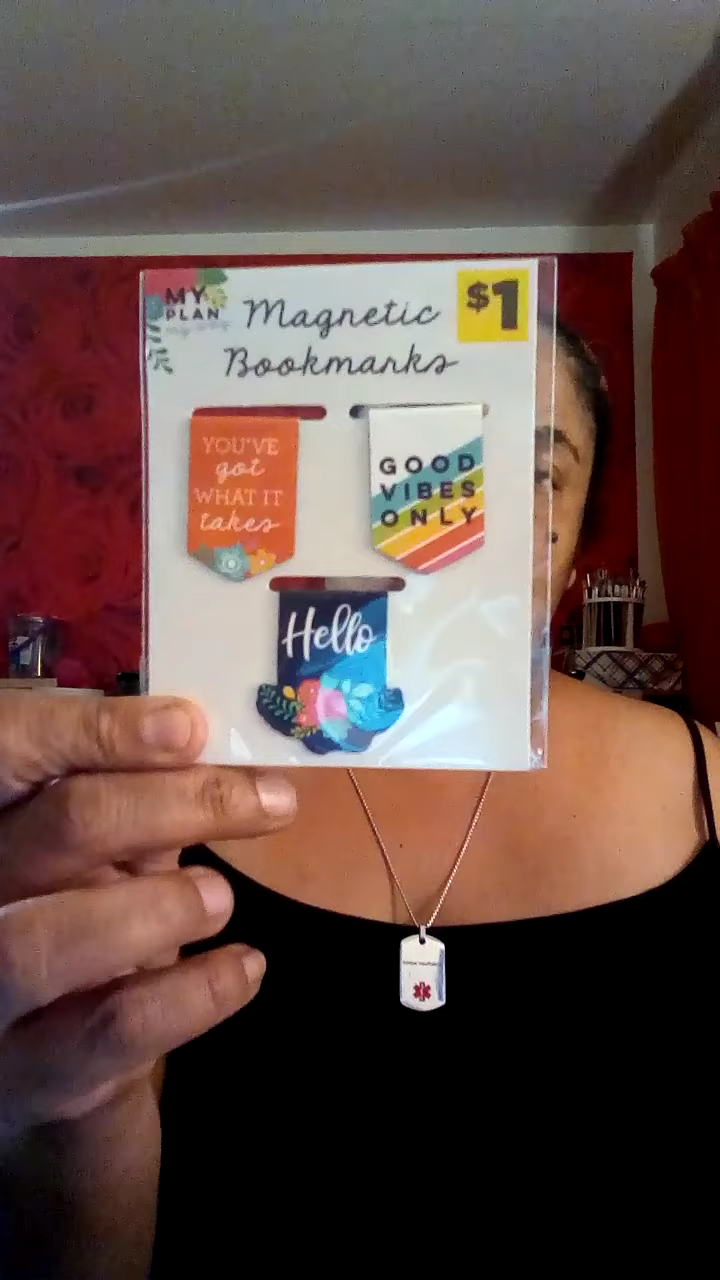 MY
PLAN
$1
Magnetic
Bookmarks
YOU'VE
got
WHAT IT
takes
GOOD
VIBES
ONLY
Hello